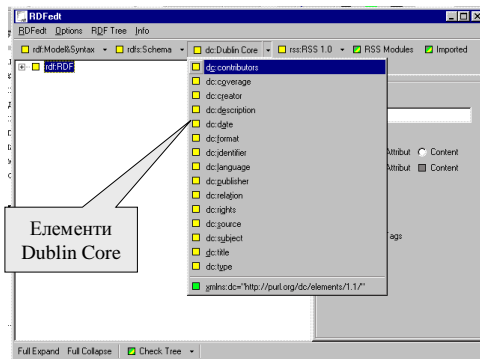 RDFedt
RDFedt Options RDF Tree Info
rdf:Model&Syntax rdfs:Schema dc:Dublin Core rss:RSS 1.0 RSS Modules Imported
rdf:RDF
dc:contributors
dc:coverage
dc:creator
dc:description
dc:date
dc:format
dc:identifier
dc:language
dc:publisher
dc:relation
dc:rights
dc:source
dc:subject
dc:title
dc:type
xmlns:dc="http://purl.org/dc/elements/1.1/"
Attribut Content
Attribut Content
Tags
Елементи
Dublin Core
Full Expand Full Collapse Check Tree